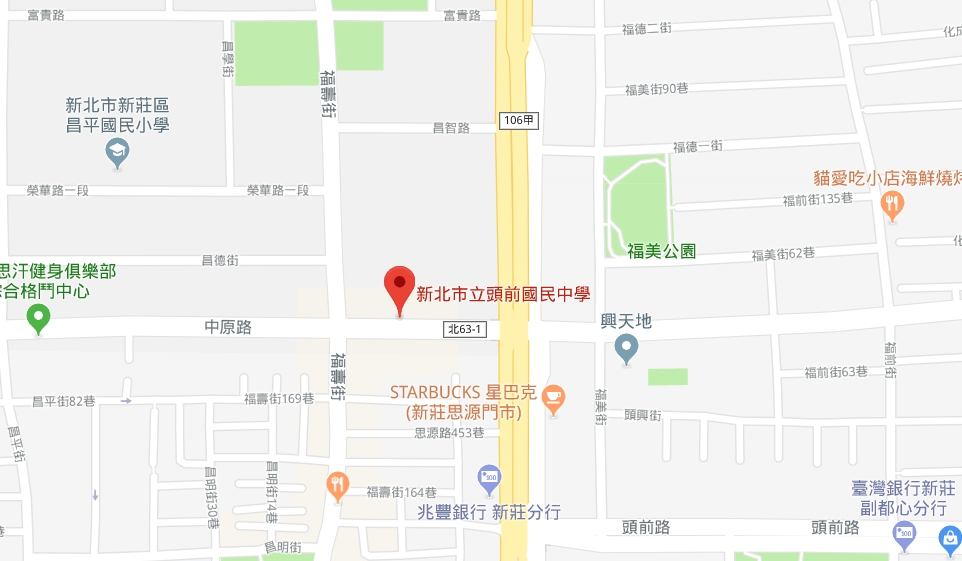 富貴路
富貴路
福德二街
化成
昌學街
福壽街
福美街90巷
新北市新莊區
昌平國民小學
106甲
昌智路
福德一街
貓愛吃小店海鮮燒烤
榮華路一段
榮華路一段
福前街135巷
福美公園
福美街62巷
昌德街
思汗健身俱樂部
綜合格鬥中心
新北市立頭前國民中學
中原路
北63-1
興天地
福壽街
福前街
福前街63巷
STARBUCKS 星巴克
(新莊思源門市)
昌平街82巷
福壽街169巷
福美街
頭興街
思源路453巷
昌平街
昌明街30巷
昌明街14巷
福壽街164巷
兆豐銀行 新莊分行
臺灣銀行新莊
副都心分行
頭前路
頭前路
昌明街